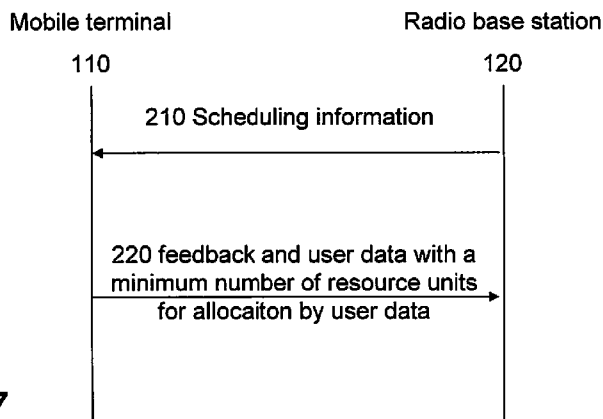 Mobile terminal
Radio base station
110
120
210 Scheduling information
220 feedback and user data with a
minimum number of resource units
for allocaiton by user data
7